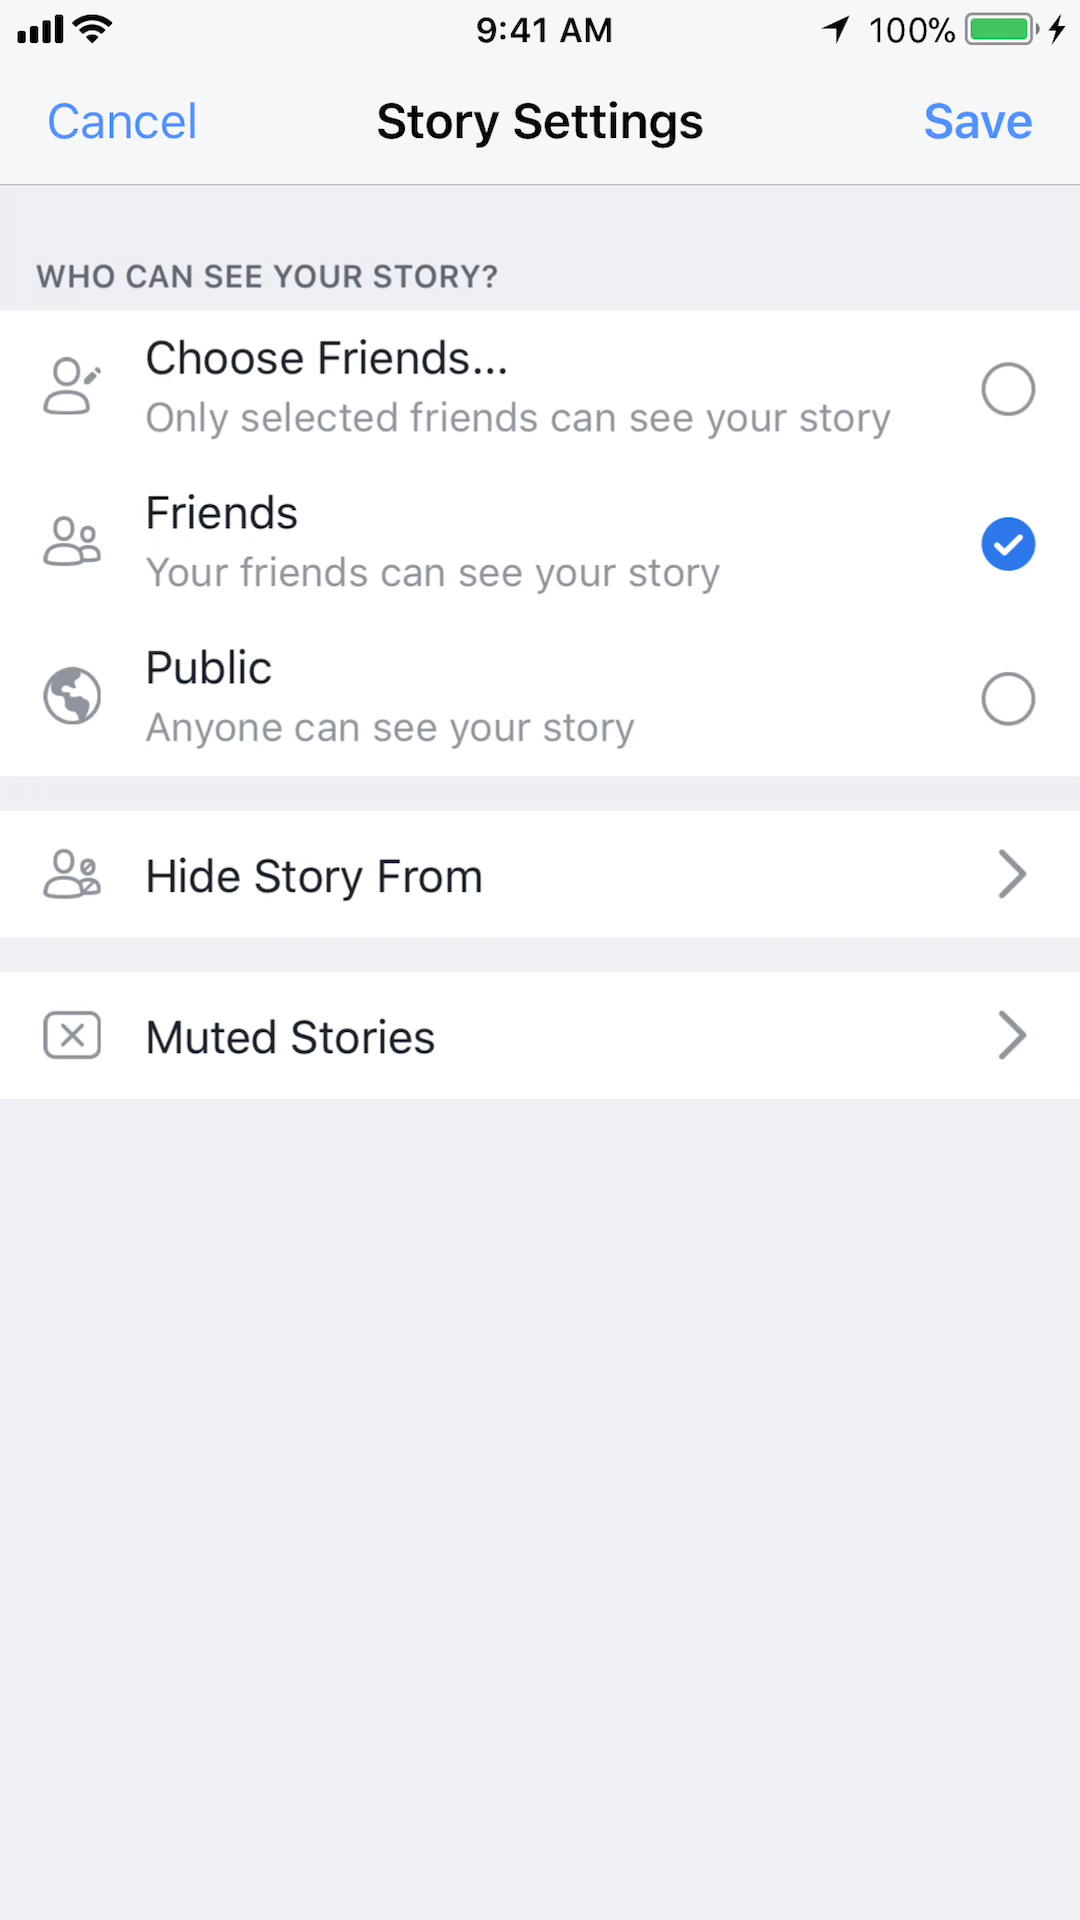 9:41 AM
100%
Cancel
Story Settings
Save
WHO CAN SEE YOUR STORY?
Choose Friends...
Only selected friends can see your story
Friends
Your friends can see your story
Public
Anyone can see your story
Hide Story From
Muted Stories